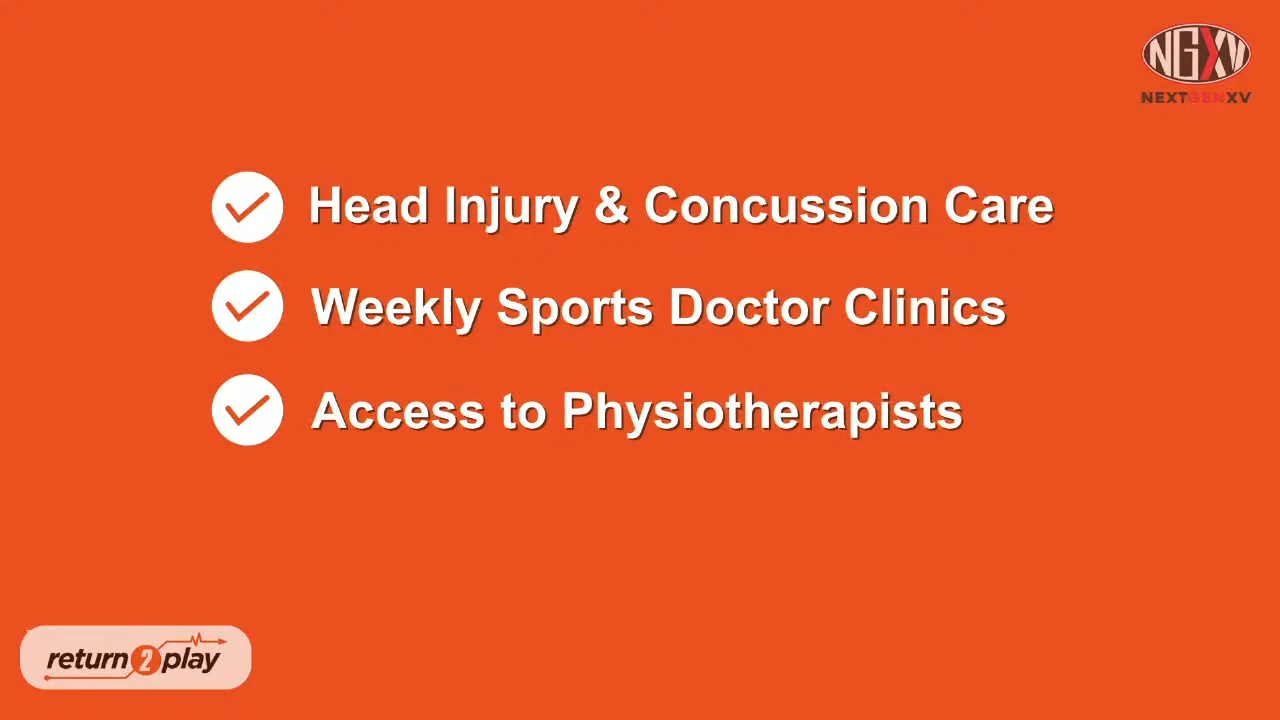 NGXV
NEXTGENXV
Head Injury & Concussion Care
Weekly Sports Doctor Clinics
Access to Physiotherapists
return2play